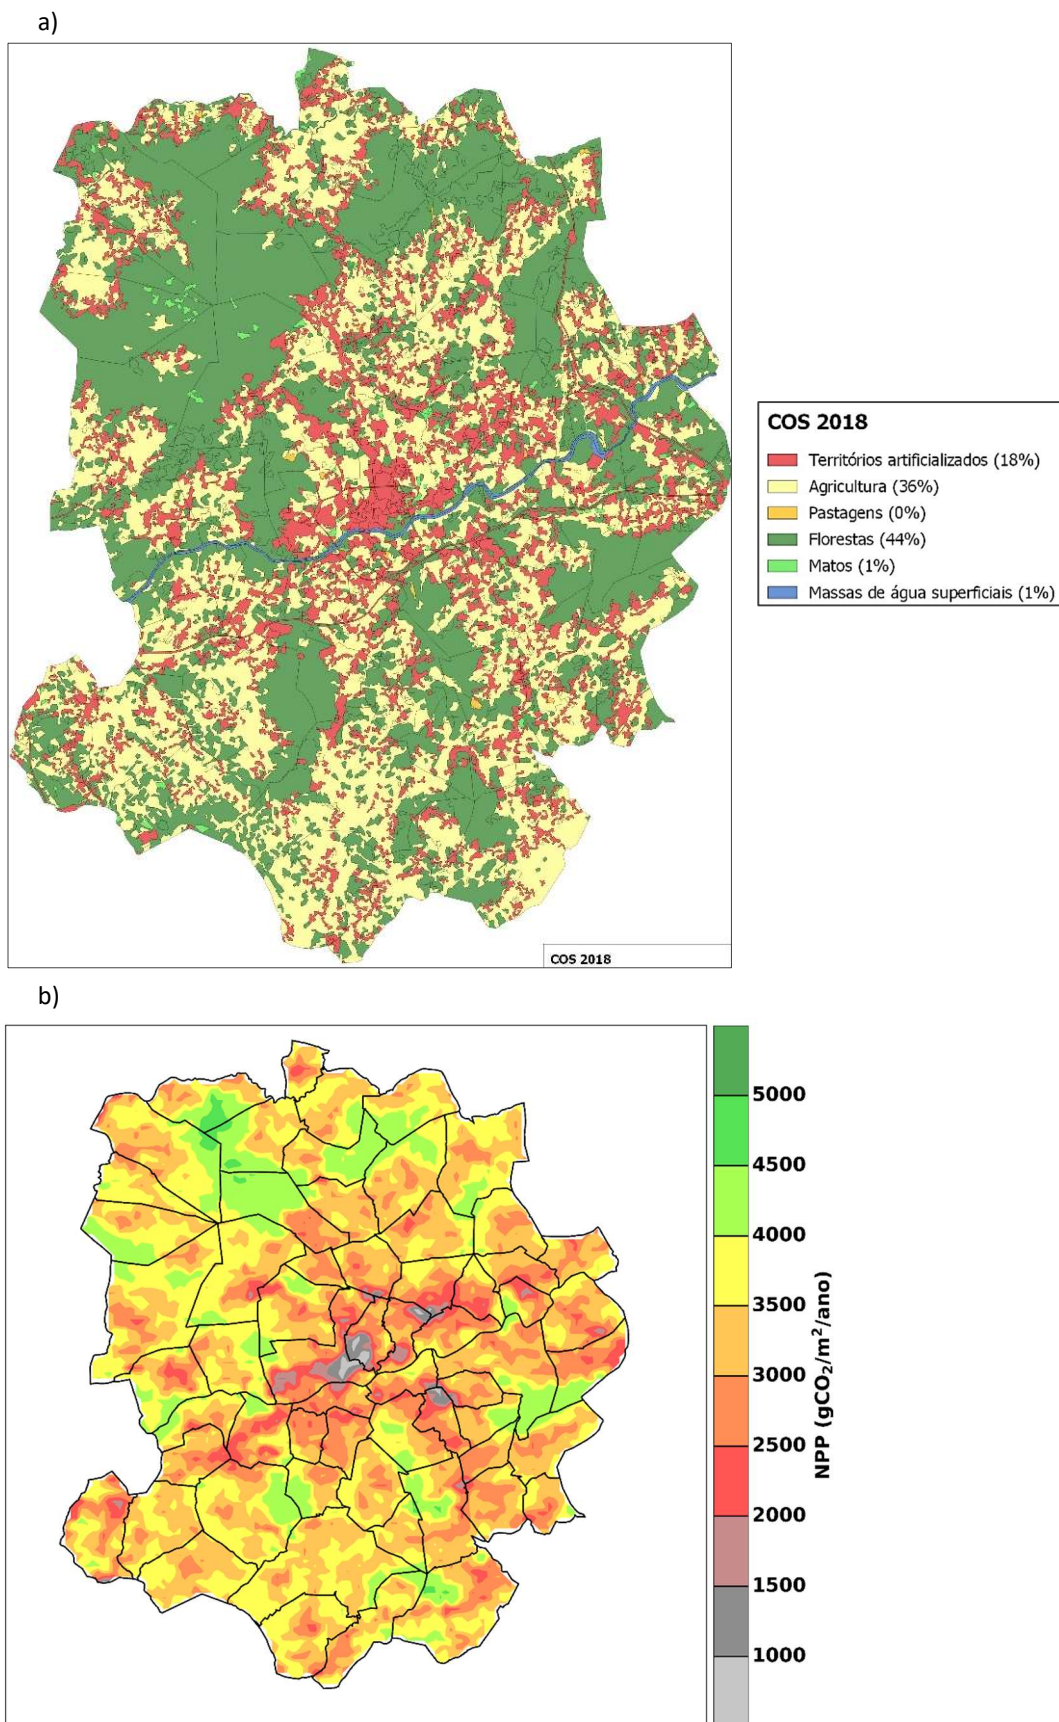 a)
COS 2018
Territórios artificializados (18%)
Agricultura (36%)
Pastagens (0%)
Florestas (44%)
Matos (1%)
Massas de água superficiais (1%)
COS 2018
b)
5000
4500
4000
3500
3000
2500
2000
1500
1000
NPP (gCO₂/m²/ano)